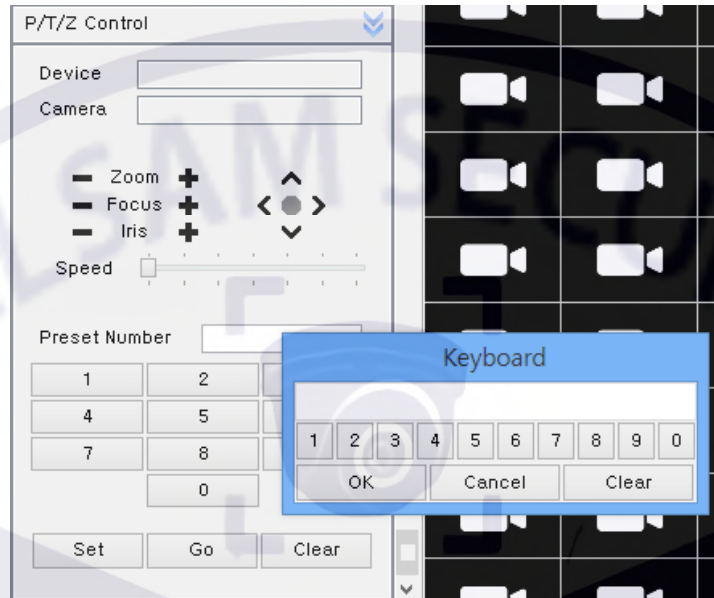 P/T/Z Control
Device
Camera
Zoom
Focus
Iris
Speed
Preset Number
1 2
4 5
7 8
0
Set Go Clear
Keyboard
1 2 3 4 5 6 7 8 9 0
OK Cancel Clear